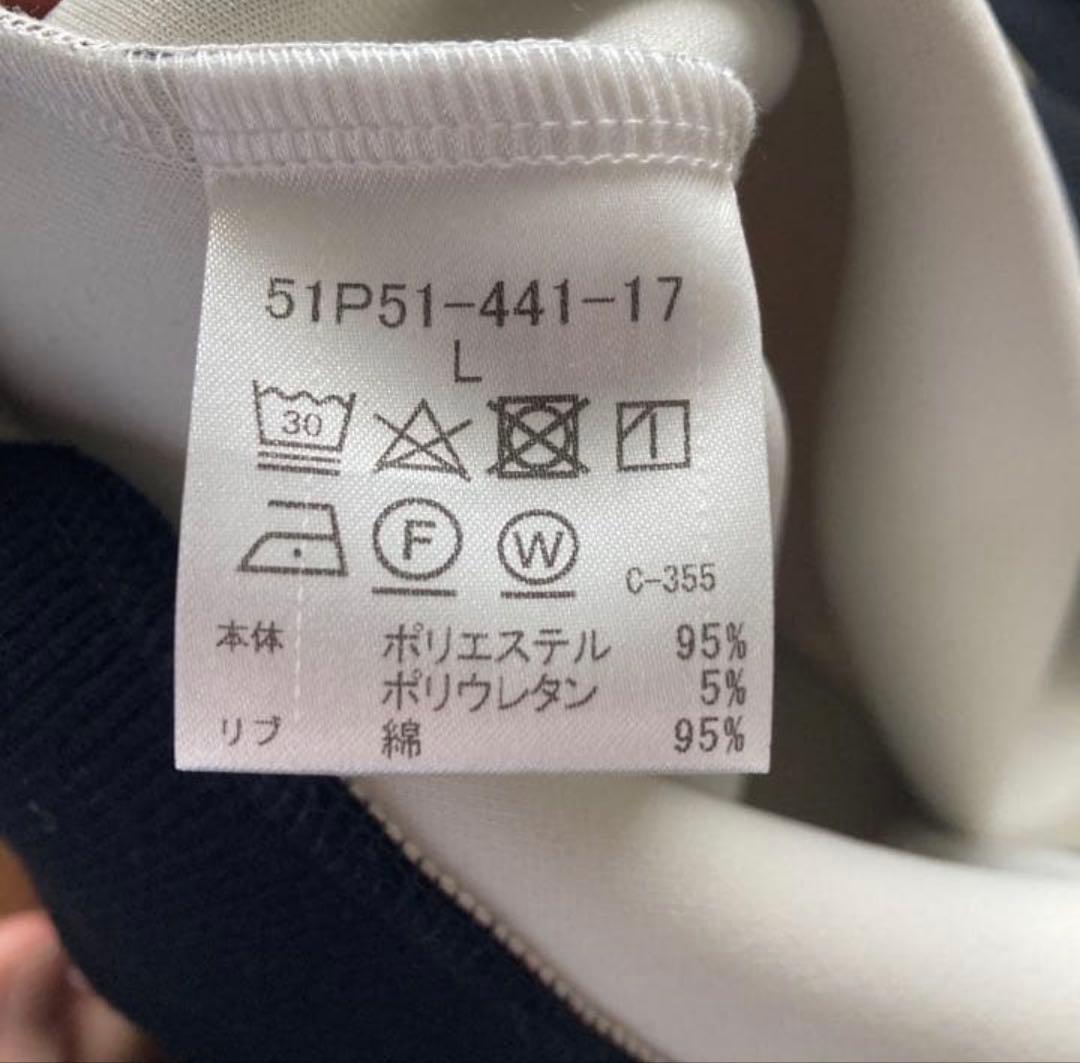 51P51-441-17
L
30
F W C-355
本体 ポリエステル 95%
ポリウレタン 5%
リブ 綿 95%